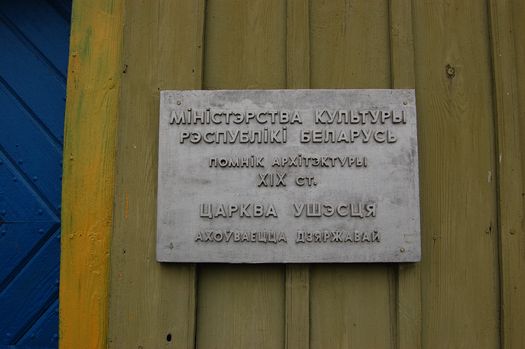 МІНІСТЭРСТВА КУЛЬТУРЫ
РЭСПУБЛІКІ БЕЛАРУСЬ
ПОМНІК АРХІТЭКТУРЫ
XIX СТ.
ЦАРКВА УШЭСЦЯ
АХОЎВАЕЦЦА ДЗЯРЖАВАЙ